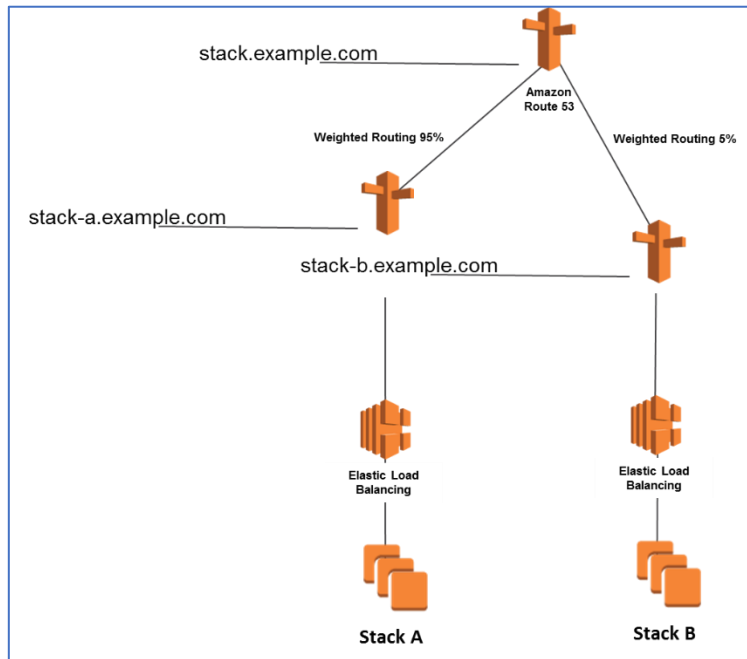 stack.example.com
Amazon
Route 53
Weighted Routing 95%
Weighted Routing 5%
stack-a.example.com
stack-b.example.com
Elastic Load
Balancing
Elastic Load
Balancing
Stack A
Stack B